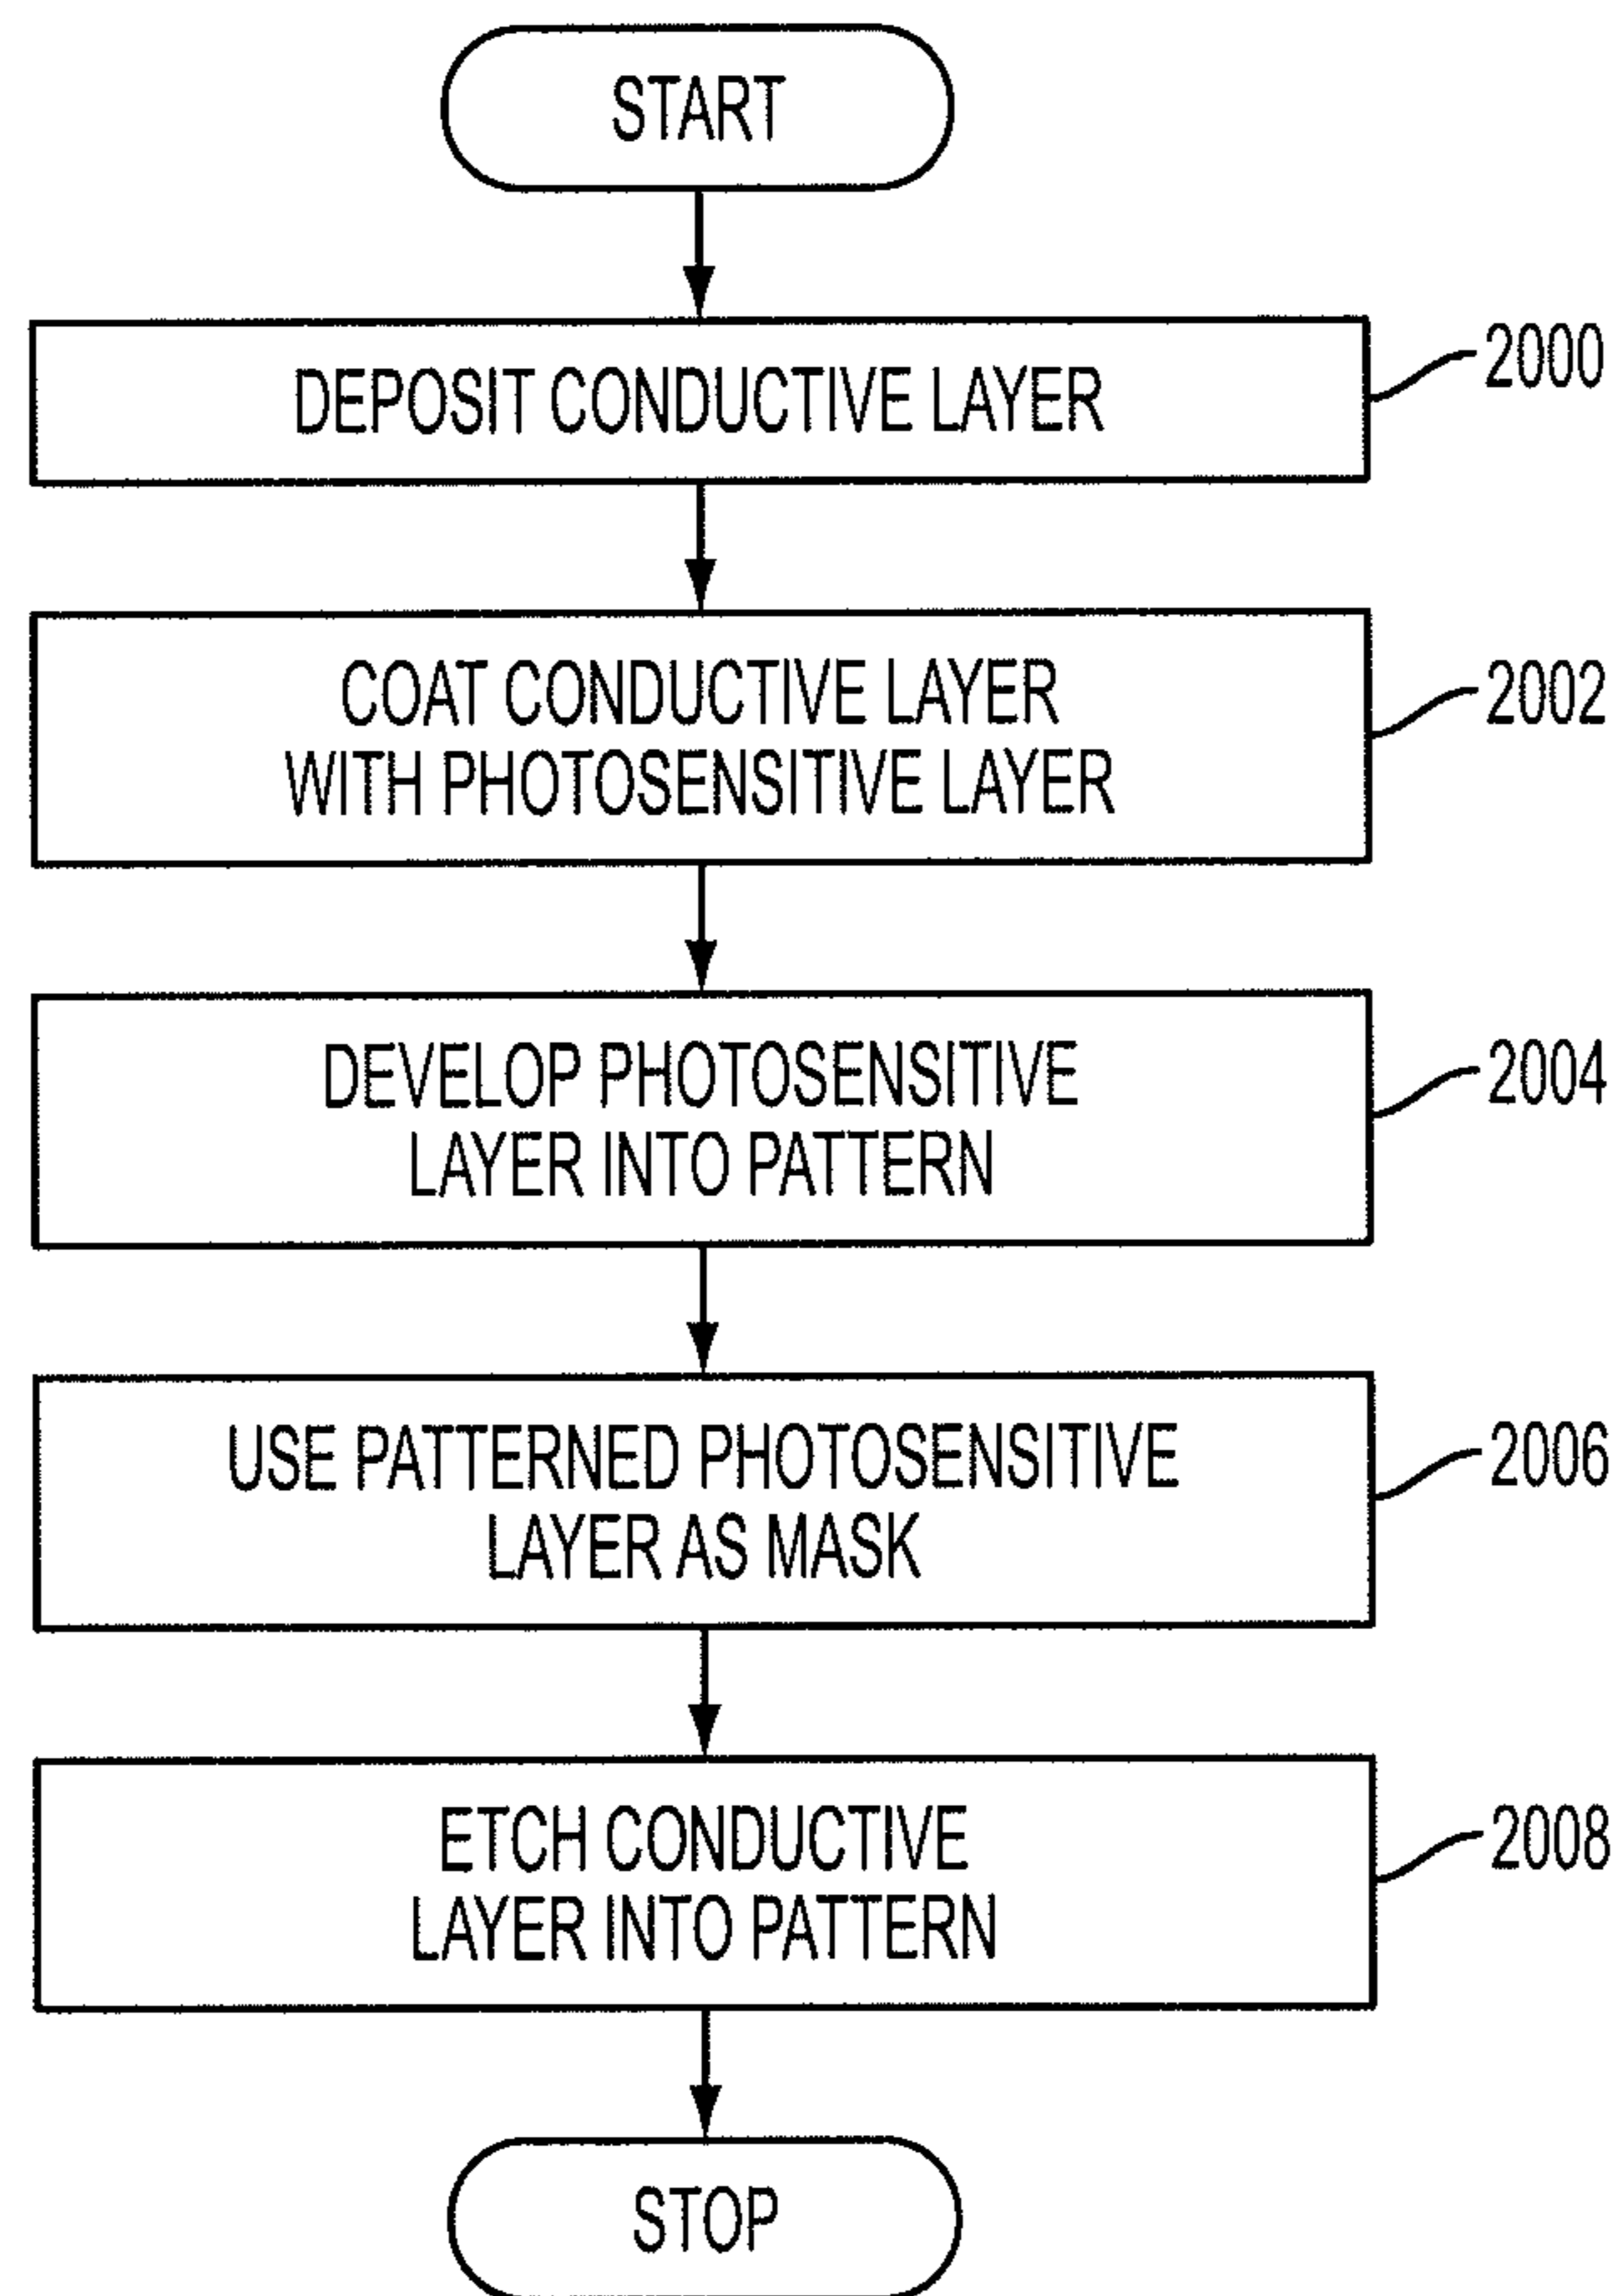 START
DEPOSIT CONDUCTIVE LAYER
2000
COAT CONDUCTIVE LAYER
WITH PHOTOSENSITIVE LAYER
2002
DEVELOP PHOTOSENSITIVE
LAYER INTO PATTERN
2004
USE PATTERNED PHOTOSENSITIVE
LAYER AS MASK
2006
ETCH CONDUCTIVE
LAYER INTO PATTERN
2008
STOP